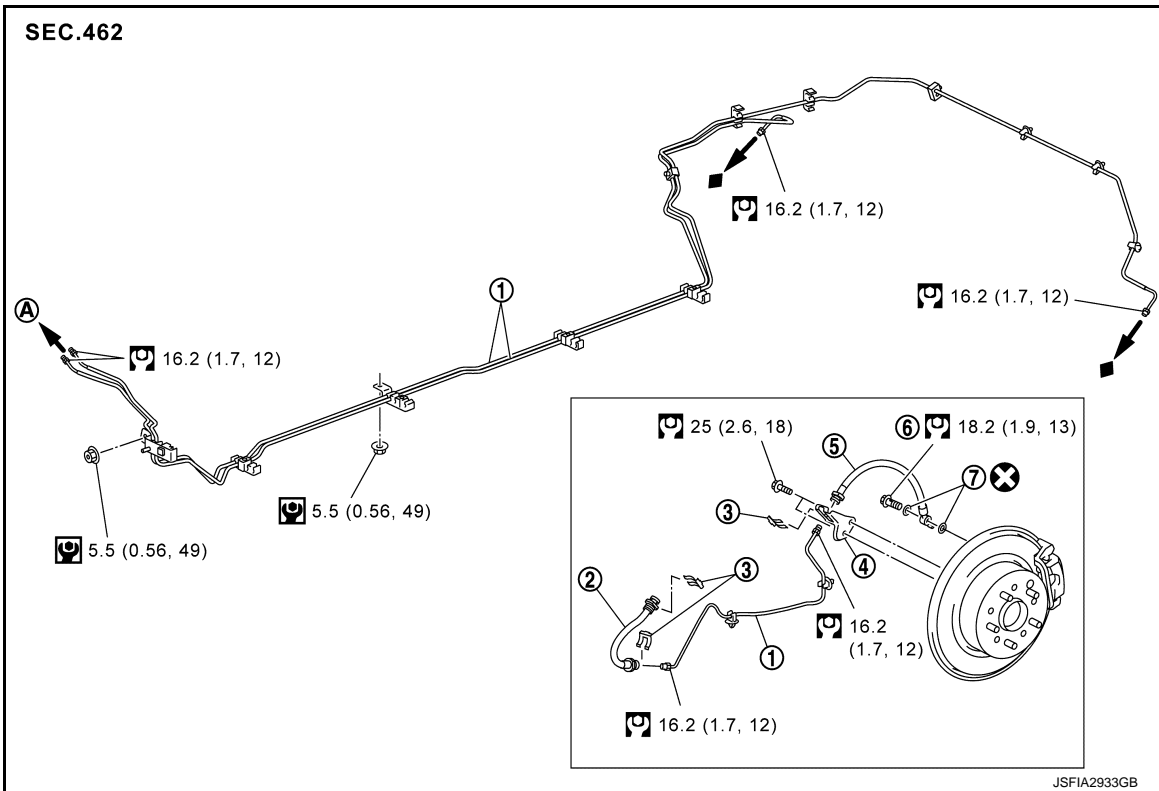 SEC.462
16.2 (1.7, 12)
16.2 (1.7, 12)
1
A
16.2 (1.7, 12)
5.5 (0.56, 49)
5.5 (0.56, 49)
25 (2.6, 18)
5
6 18.2 (1.9, 13)
7
3
4
3
2
16.2
(1.7, 12)
1
16.2 (1.7, 12)
JSFIA2933GB